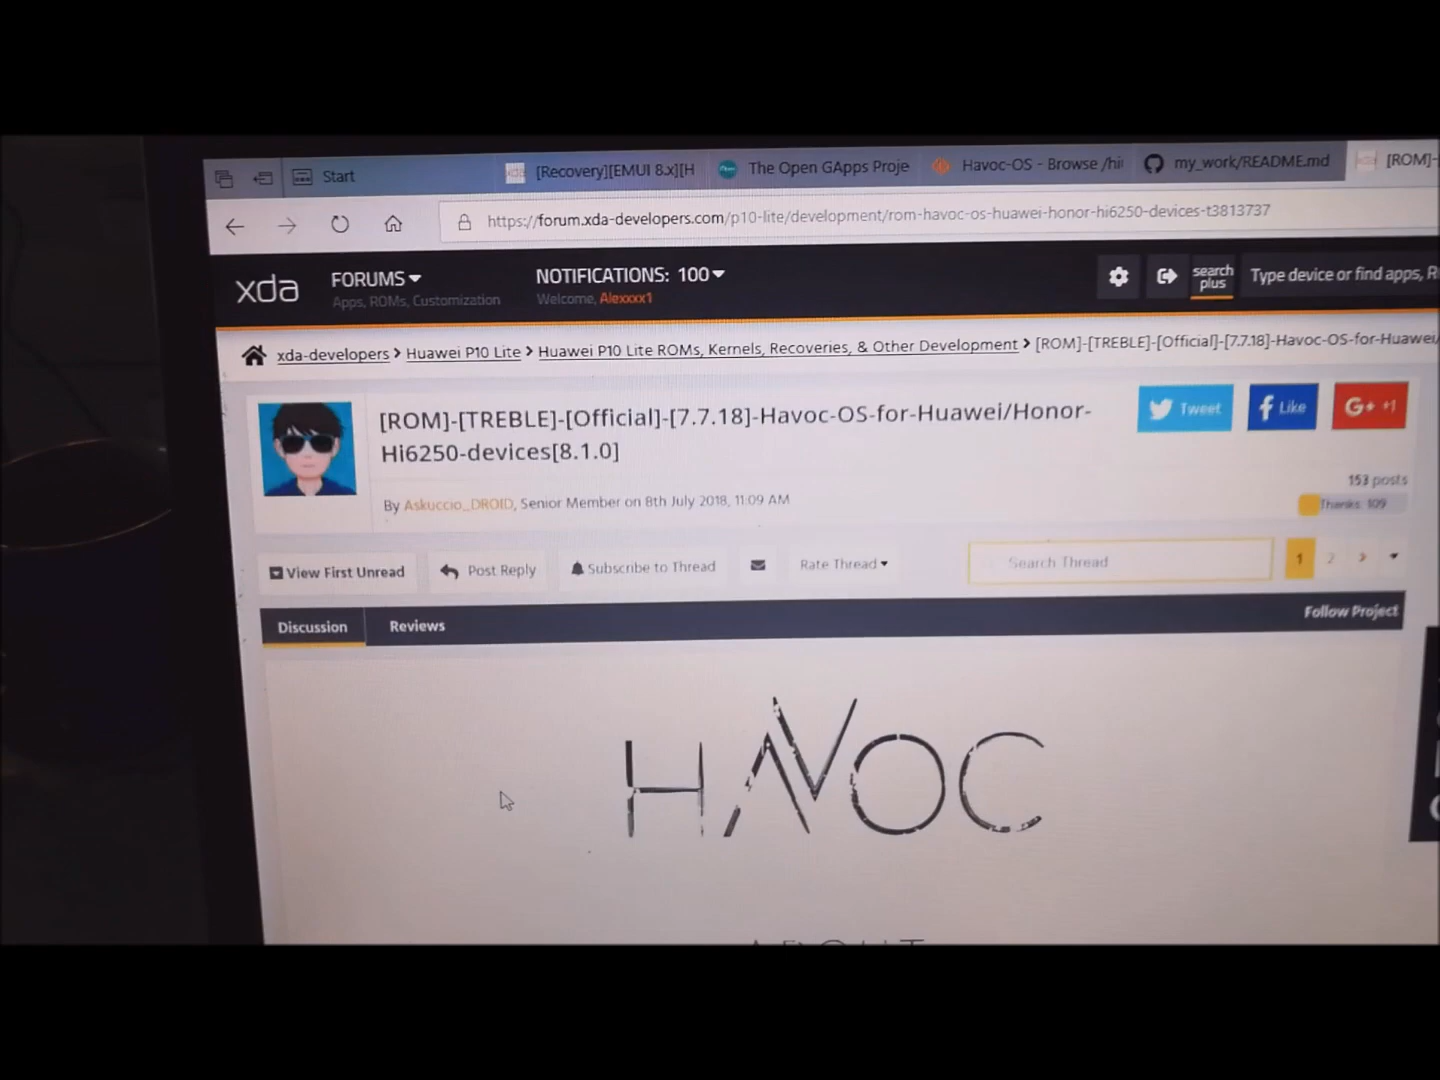 Start
[Recovery][EMUI 8.x][H
The Open GApps Proje
Havoc-OS - Browse /hi
my_work/README.md
[ROM]-
https://forum.xda-developers.com/p10-lite/development/rom-havoc-os-huawei-honor-hi6250-devices-t3813737
xda
FORUMS
NOTIFICATIONS: 100
search plus
Type device or find apps, R
Apps, ROMs, Customization
Welcome, Alexxxx1
xda-developers > Huawei P10 Lite > Huawei P10 Lite ROMs, Kernels, Recoveries, & Other Development > [ROM]-[TREBLE]-[Official]-[7.7.18]-Havoc-OS-for-Huawei/
[ROM]-[TREBLE]-[Official]-[7.7.18]-Havoc-OS-for-Huawei/Honor-
Hi6250-devices[8.1.0]
Tweet
Like
G+ +1
By Askuccio_DROID, Senior Member on 8th July 2018, 11:09 AM
153 posts
Thanks: 109
View First Unread
Post Reply
Subscribe to Thread
Rate Thread
Search Thread
1 2 >
Discussion
Reviews
Follow Project
HAVOC